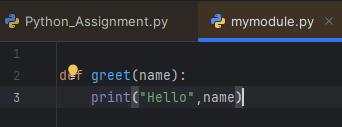 Python_Assignment.py mymodule.py
1
2 def greet(name):
3 print("Hello",name)